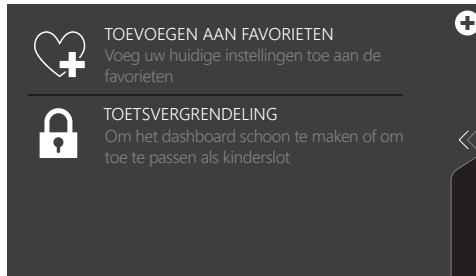 TOEVOEGEN AAN FAVORIETEN
Voeg uw huidige instellingen toe aan de
favorieten
TOETSVERGRENDELING
Om het dashboard schoon te maken of om
toe te passen als kinderslot